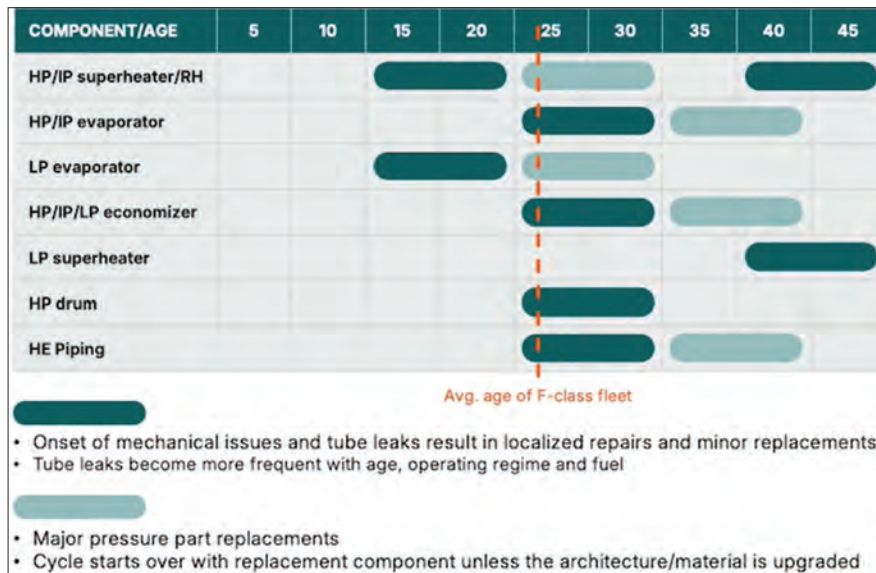 COMPONENT/AGE 5 10 15 20 25 30 35 40 45
HP/IP superheater/RH
HP/IP evaporator
LP evaporator
HP/IP/LP economizer
LP superheater
HP drum
HE Piping
Avg. age of F-class fleet
• Onset of mechanical issues and tube leaks result in localized repairs and minor replacements
• Tube leaks become more frequent with age, operating regime and fuel
• Major pressure part replacements
• Cycle starts over with replacement component unless the architecture/material is upgraded